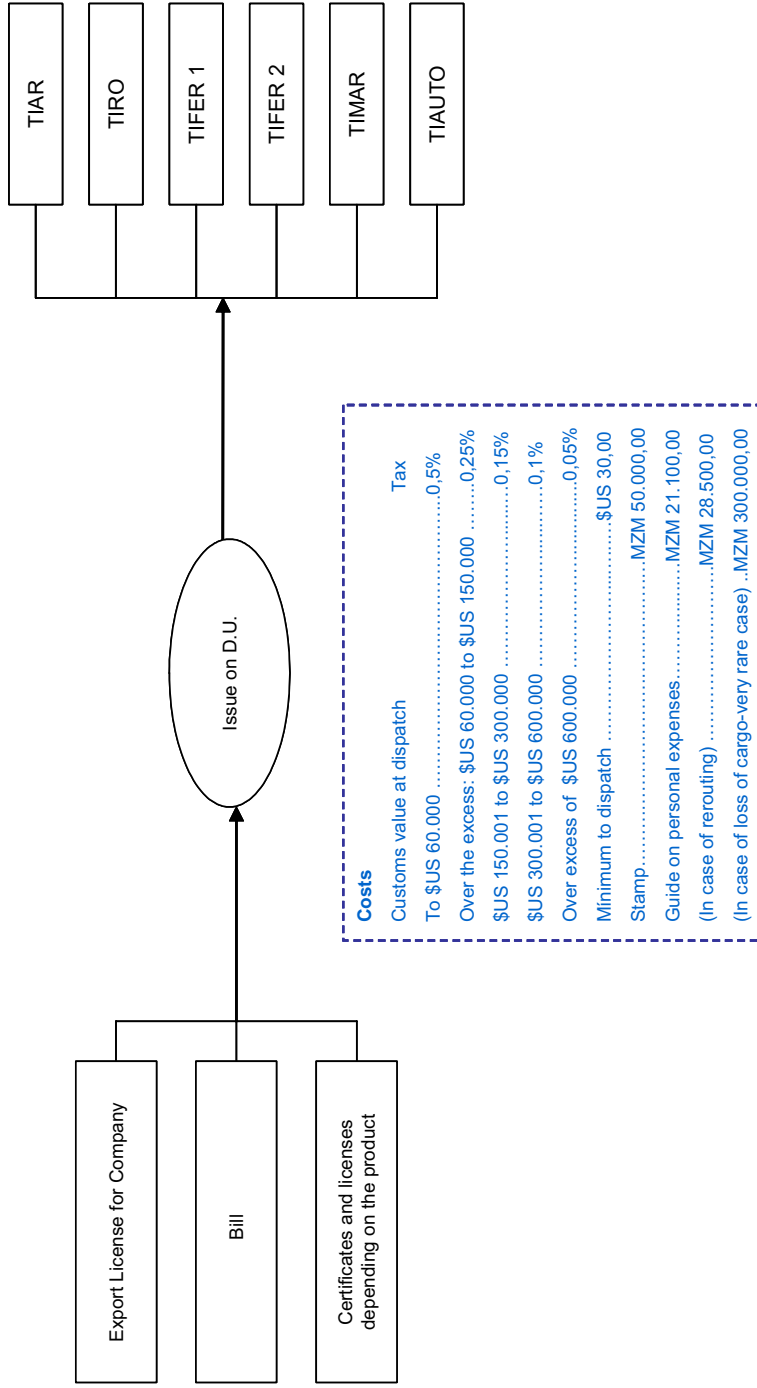 Export License for Company
Bill
Certificates and licenses
depending on the product
Issue on D.U.
TIAR
TIRO
TIFER 1
TIFER 2
TIMAR
TIAUTO
Costs
Customs value at dispatch Tax
To $US 60.000 ..........................................0,5%
Over the excess: $US 60.000 to $US 150.000 ........0,25%
$US 150.001 to $US 300.000 ................................0,15%
$US 300.001 to $US 600.000 ................................0,1%
Over excess of $US 600.000 ................................0,05%
Minimum to dispatch ................................$US 30,00
Stamp................................................MZM 50.000,00
Guide on personal expenses....................MZM 21.100,00
(In case of rerouting) ............................MZM 28.500,00
(In case of loss of cargo-very rare case) ..MZM 300.000,00